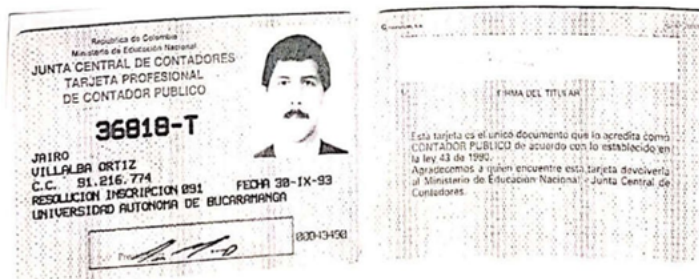 República de Colombia
Ministerio de Educación Nacional
JUNTA CENTRAL DE CONTADORES
TARJETA PROFESIONAL
DE CONTADOR PUBLICO
36818-T
JAIRO
VILLALBA ORTIZ
C.C. 91.216.774
RESOLUCION INSCRIPCION 091 FECHA 30-IX-93
UNIVERSIDAD AUTONOMA DE BUCARAMANGA
00043490
FIRMA DEL TITULAR
Esta tarjeta es el unico documento que lo acredita como
CONTADOR PUBLICO de acuerdo con lo establecido en
la ley 43 de 1990.
Agradecemos a quien encuentre esta tarjeta devolverla
al Ministerio de Educación Nacional - Junta Central de
Contadores.